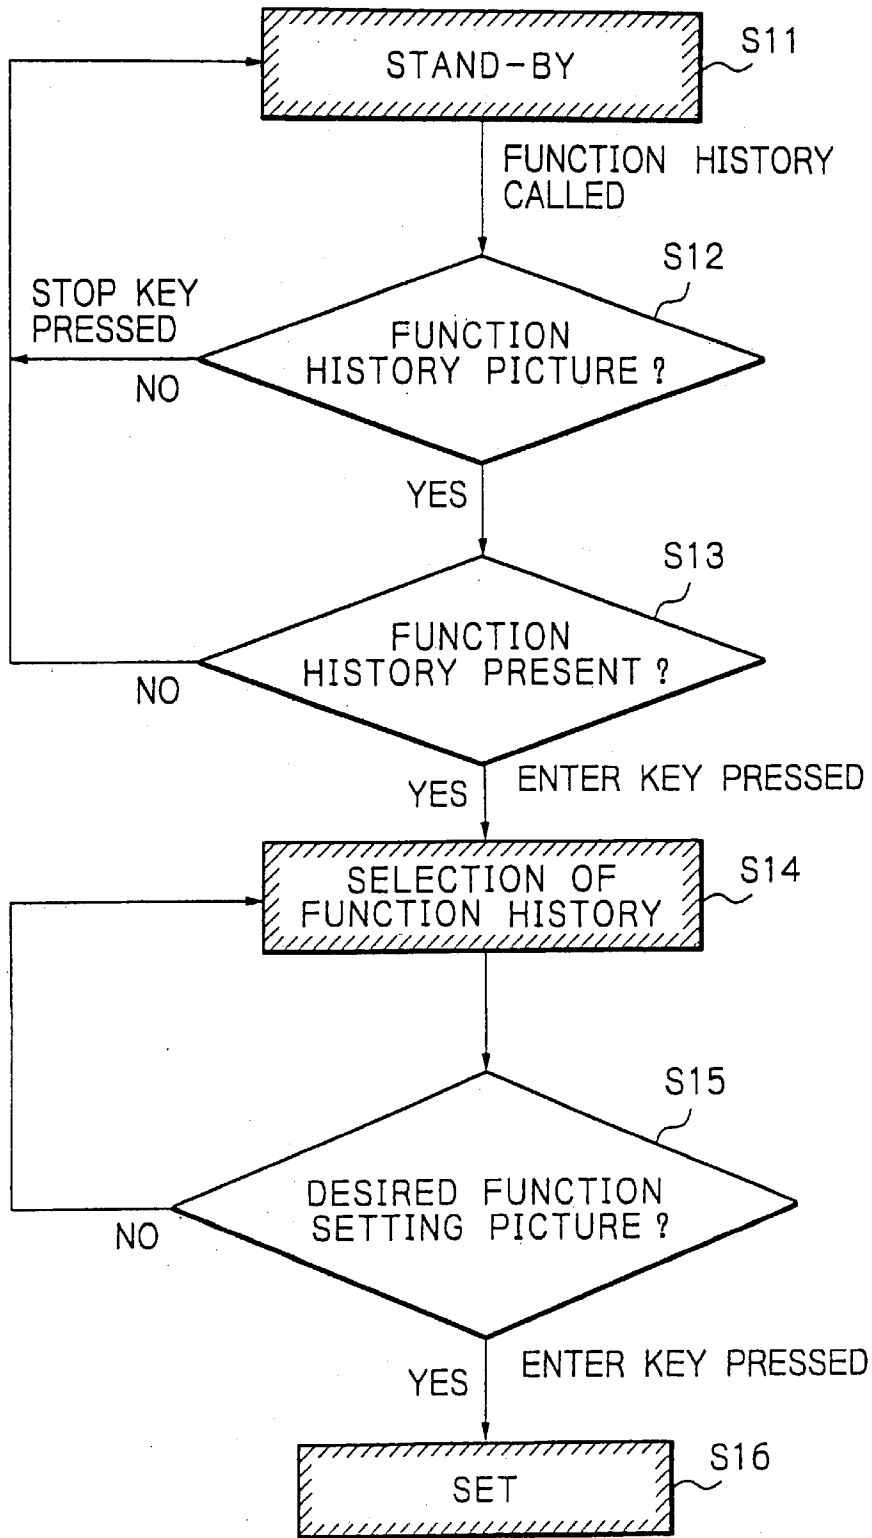 STAND-BY
S11
FUNCTION HISTORY
CALLED
S12
STOP KEY
PRESSED
FUNCTION
HISTORY PICTURE ?
NO
YES
S13
FUNCTION
HISTORY PRESENT ?
NO
YES
ENTER KEY PRESSED
SELECTION OF
FUNCTION HISTORY
S14
S15
DESIRED FUNCTION
SETTING PICTURE ?
NO
YES
ENTER KEY PRESSED
SET
S16